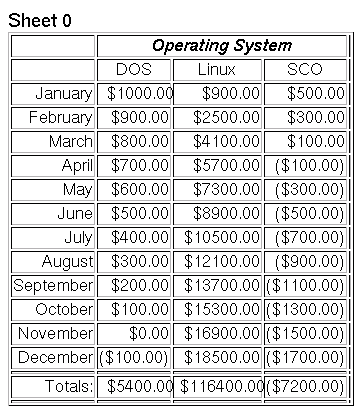 Sheet 0
Operating System
DOS Linux SCO
January $1000.00 $900.00 $500.00
February $900.00 $2500.00 $300.00
March $800.00 $4100.00 $100.00
April $700.00 $5700.00 ($100.00)
May $600.00 $7300.00 ($300.00)
June $500.00 $8900.00 ($500.00)
July $400.00 $10500.00 ($700.00)
August $300.00 $12100.00 ($900.00)
September $200.00 $13700.00 ($1100.00)
October $100.00 $15300.00 ($1300.00)
November $0.00 $16900.00 ($1500.00)
December ($100.00) $18500.00 ($1700.00)
Totals: $5400.00 $116400.00 ($7200.00)